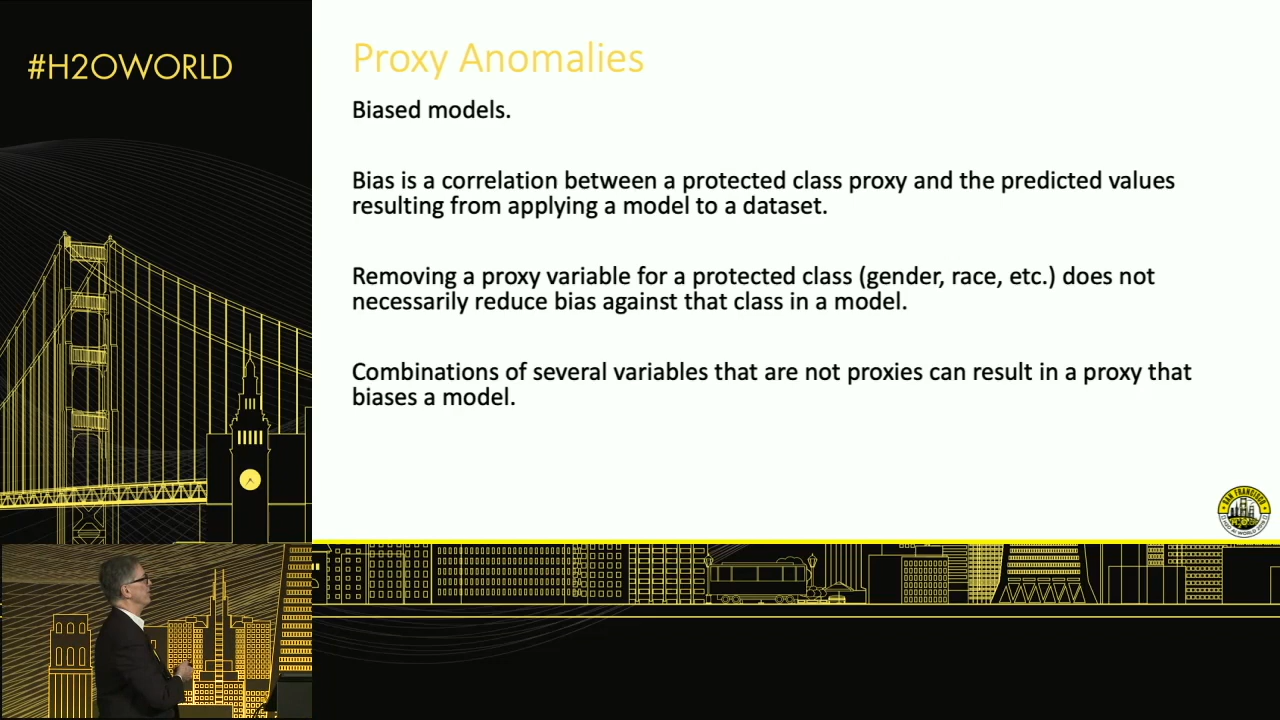 #H2OWORLD
Proxy Anomalies
Biased models.
Bias is a correlation between a protected class proxy and the predicted values
resulting from applying a model to a dataset.
Removing a proxy variable for a protected class (gender, race, etc.) does not
necessarily reduce bias against that class in a model.
Combinations of several variables that are not proxies can result in a proxy that
biases a model.
SAN FRANCISCO